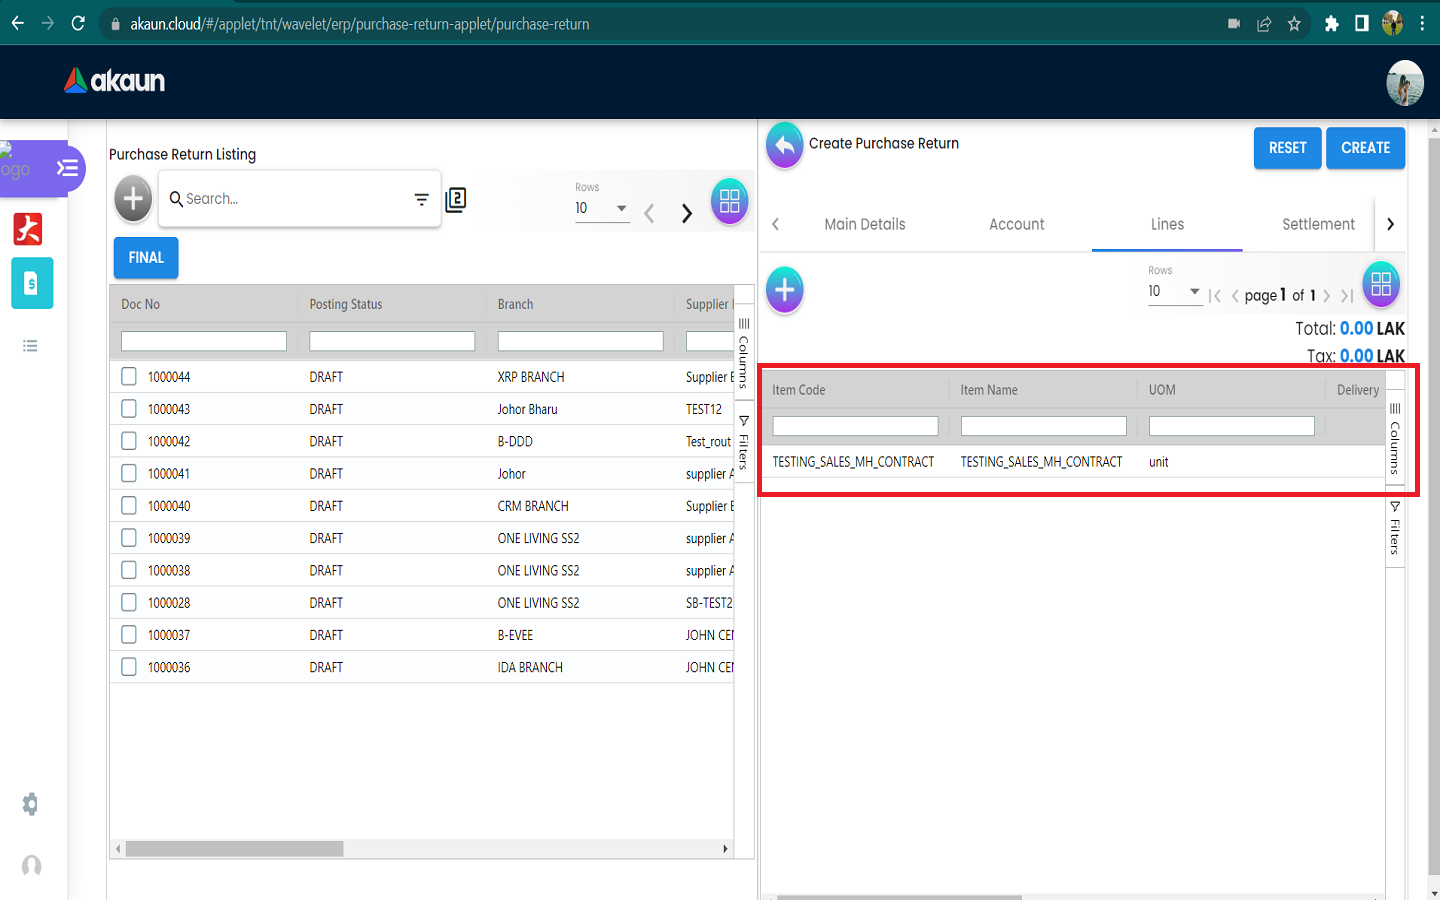 akaun.cloud/#/applet/tnt/wavelet/erp/purchase-return-applet/purchase-return
akaun
ogo
Purchase Return Listing
Search...
2
Rows
10
FINAL
Doc No Posting Status Branch Supplier
1000044 DRAFT XRP BRANCH Supplier
1000043 DRAFT Johor Bharu TEST12
1000042 DRAFT B-DDD Test_rout
1000041 DRAFT Johor supplier A
1000040 DRAFT CRM BRANCH Supplier
1000039 DRAFT ONE LIVING SS2 supplier A
1000038 DRAFT ONE LIVING SS2 supplier A
1000028 DRAFT ONE LIVING SS2 SB-TEST2
1000037 DRAFT B-EVEE JOHN CEN
1000036 DRAFT IDA BRANCH JOHN CEN
Columns
Filters
Create Purchase Return
RESET CREATE
Main Details Account Lines Settlement
Rows
10
page 1 of 1
Total: 0.00 LAK
Tax: 0.00 LAK
Item Code Item Name UOM Delivery
TESTING_SALES_MH_CONTRACT TESTING_SALES_MH_CONTRACT unit
Columns
Filters